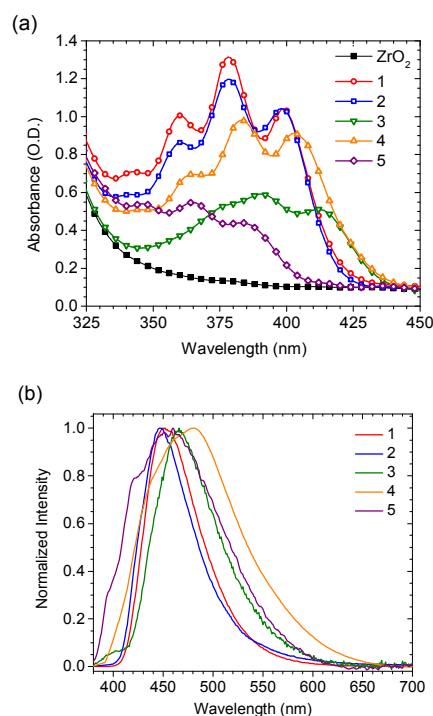 (a)
1.4
1.2
1.0
0.8
0.6
0.4
0.2
0.0
Absorbance (O.D.)
ZrO2
1
2
3
4
5
325 350 375 400 425 450
Wavelength (nm)
(b)
1.0
0.8
0.6
0.4
0.2
0.0
Normalized Intensity
1
2
3
4
5
400 450 500 550 600 650 700
Wavelength (nm)